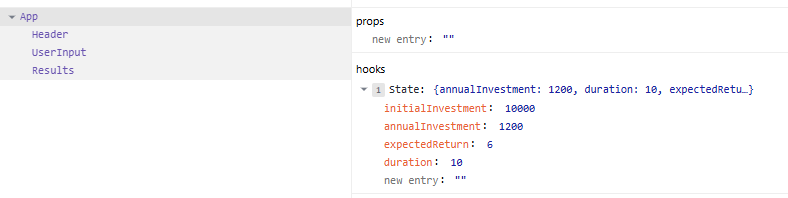 App
Header
UserInput
Results
props
new entry: ""
hooks
1 State: {annualInvestment: 1200, duration: 10, expectedRetu…}
initialInvestment: 10000
annualInvestment: 1200
expectedReturn: 6
duration: 10
new entry: ""